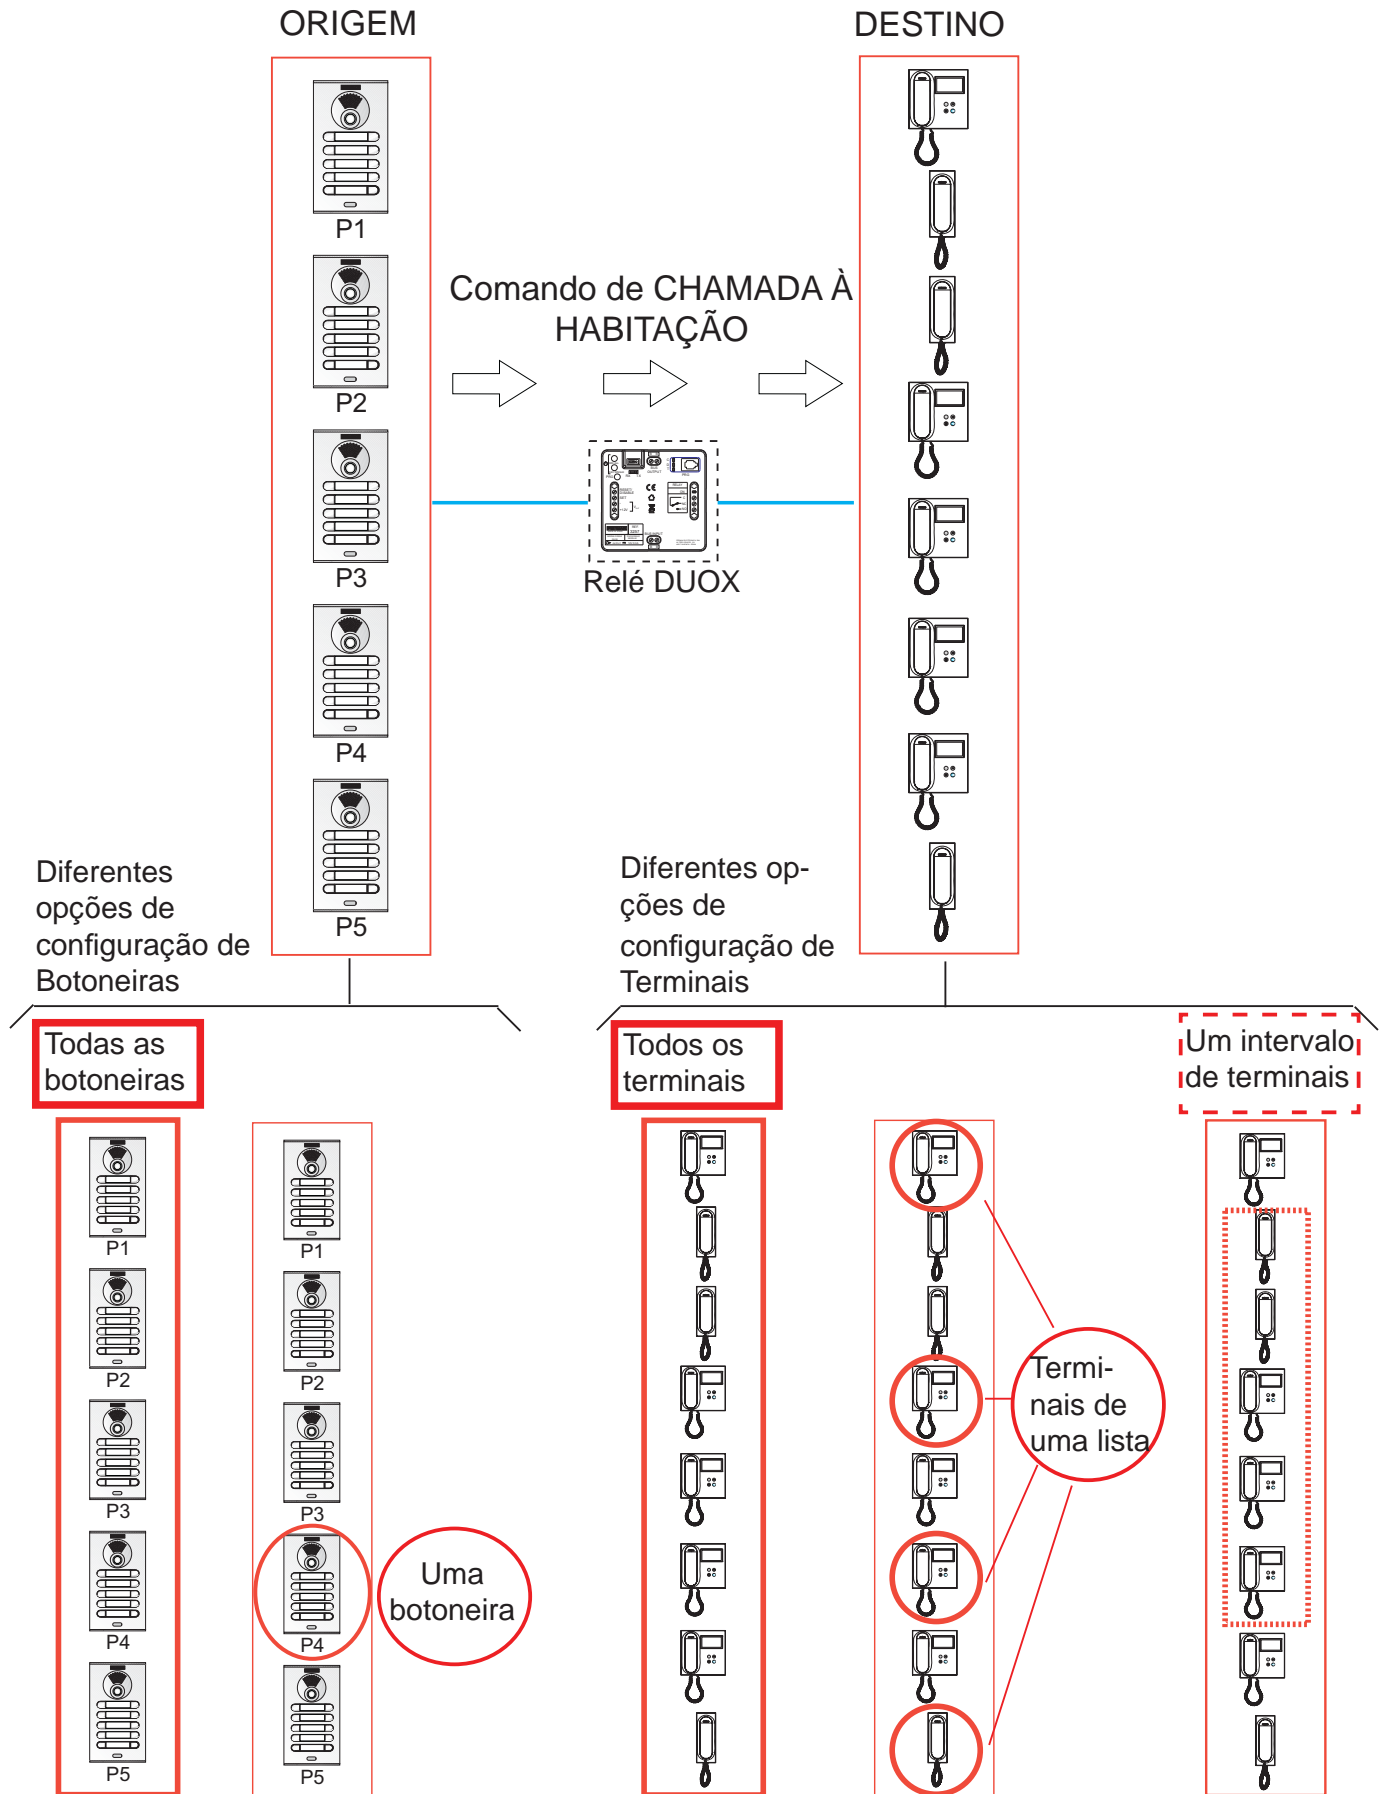 ORIGEM
DESTINO
P1
P2
P3
P4
P5
Comando de CHAMADA À
HABITAÇÃO
Relé DUOX
Diferentes
opções de
configuração de
Botoneiras
Diferentes op-
ções de
configuração de
Terminais
Todas as
botoneiras
P1
P2
P3
P4
P5
P1
P2
P3
P4
P5
Uma
botoneira
Todos os
terminais
Termi-
nais de
uma lista
Um intervalo
de terminais